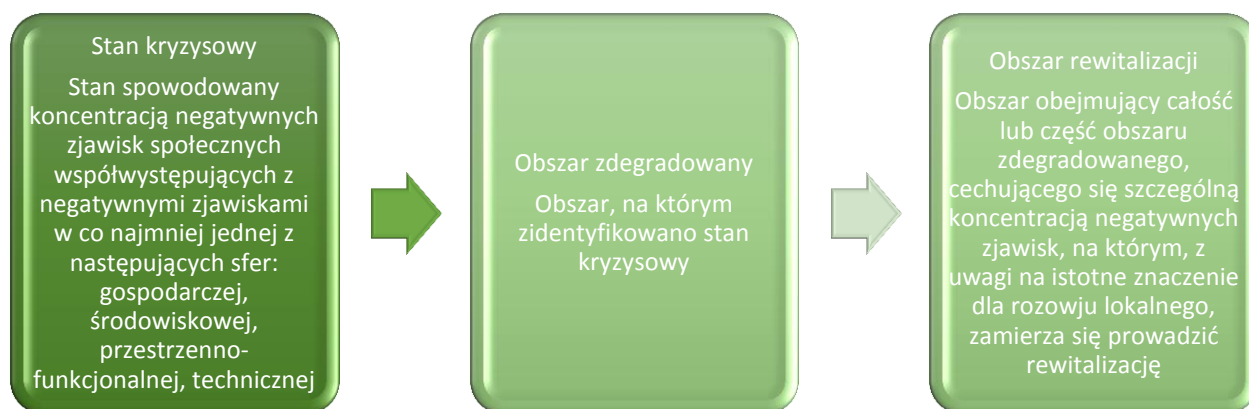 Stan kryzysowy
Stan spowodowany
koncentracją negatywnych
zjawisk społecznych
współwystępujących z
negatywnymi zjawiskami
w co najmniej jednej z
następujących sfer:
gospodarczej,
środowiskowej,
przestrzenno-
funkcjonalnej, technicznej
Obszar zdegradowany
Obszar, na którym
zidentyfikowano stan
kryzysowy
Obszar rewitalizacji
Obszar obejmujący całość
lub część obszaru
zdegradowanego,
cechującego się szczególną
koncentracją negatywnych
zjawisk, na którym, z
uwagi na istotne znaczenie
dla rozowju lokalnego,
zamierza się prowadzić
rewitalizację